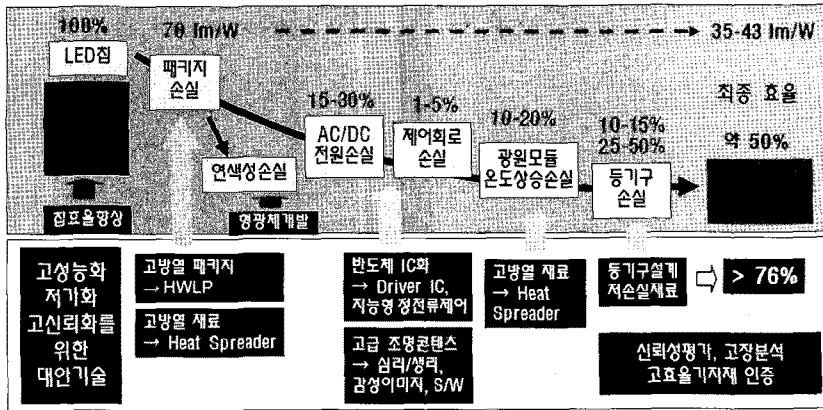 100%
70 lm/W
35-43 lm/W
LED칩
패키지
손실
15-30%
1-5%
10-20%
10-15%
25-50%
최종 효율
약 50%
AC/DC
전원손실
제어회로
손실
광원모듈
온도상승손실
등기구
손실
연색성손실
칩효율향상
형광체개발
고성능화
저가화
고신뢰화를
위한
대안기술
고방열 패키지
→ HWLP
고방열 재료
→ Heat Spreader
반도체 IC화
→ Driver IC,
지능형 정전류제어
고급 조명콘텐스
→ 심리/생리,
감성이미지, S/W
고방열 재료
→ Heat
Spreader
등기구설계
저손실재료
> 76%
신뢰성평가, 고장분석
고효율기자재 인증